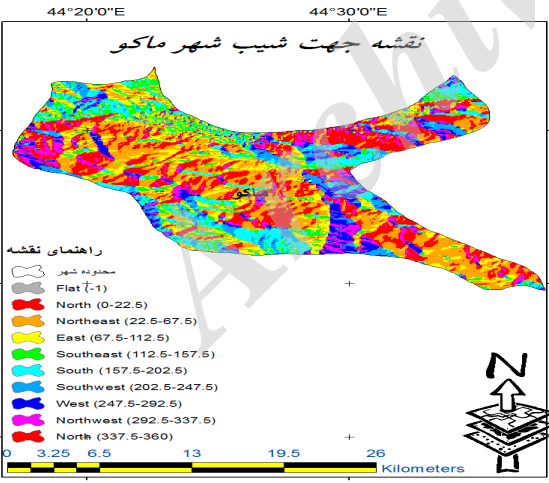 44°20'0"E 44°30'0"E
نقشه جهت شیب شهر ماکو
Archiv
ماکو
راهنمای نقشه
محدوده شهر
Flat (-1)
North (0-22.5)
Northeast (22.5-67.5)
East (67.5-112.5)
Southeast (112.5-157.5)
South (157.5-202.5)
Southwest (202.5-247.5)
West (247.5-292.5)
Northwest (292.5-337.5)
North (337.5-360)
N
0 3.25 6.5 13 19.5 26
Kilometers